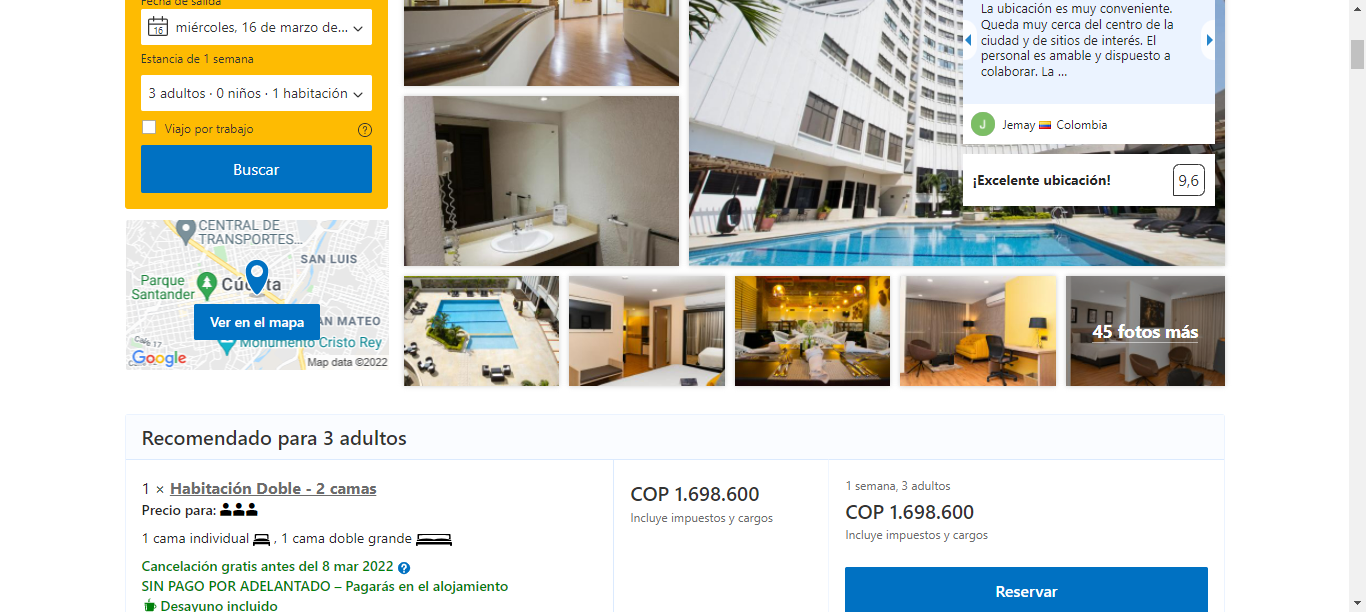 Fecha de salida
16
miércoles, 16 de marzo de...
Estancia de 1 semana
3 adultos · 0 niños · 1 habitación
Viajo por trabajo
?
Buscar
CENTRAL DE
TRANSPORTES...
SAN LUIS
Parque
Santander
Cúcuta
Ver en el mapa
AN MATEO
Calle 17
Monumento Cristo Rey
Google
Map data ©2022
La ubicación es muy conveniente.
Queda muy cerca del centro de la
ciudad y de sitios de interés. El
personal es amable y dispuesto a
colaborar. La ...
J
Jemay Colombia
¡Excelente ubicación!
9,6
45 fotos más
Recomendado para 3 adultos
1 × Habitación Doble - 2 camas
Precio para:
1 cama individual , 1 cama doble grande
Cancelación gratis antes del 8 mar 2022 ?
SIN PAGO POR ADELANTADO – Pagarás en el alojamiento
Desayuno incluido
COP 1.698.600
Incluye impuestos y cargos
1 semana, 3 adultos
COP 1.698.600
Incluye impuestos y cargos
Reservar